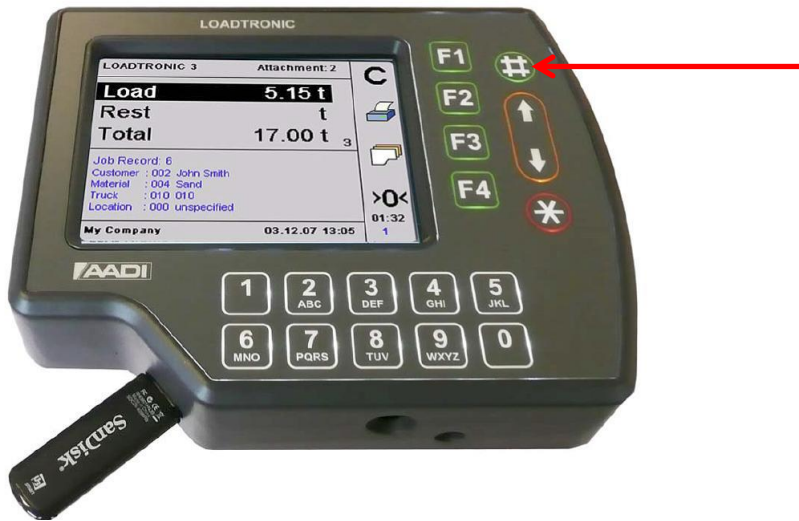 LOADTRONIC
LOADTRONIC 3 Attachment: 2
Load 5.15 t
Rest t
Total 17.00 t 3
Job Record: 6
Customer : 002 John Smith
Material : 004 Sand
Truck : 010 010
Location : 000 unspecified
My Company 03.12.07 13:05
C
>0<
01:32
1
F1
F2
F3
F4
#
*
AADI
1 2 ABC 3 DEF 4 GHI 5 JKL
6 MNO 7 PQRS 8 TUV 9 WXYZ 0
SanDisk